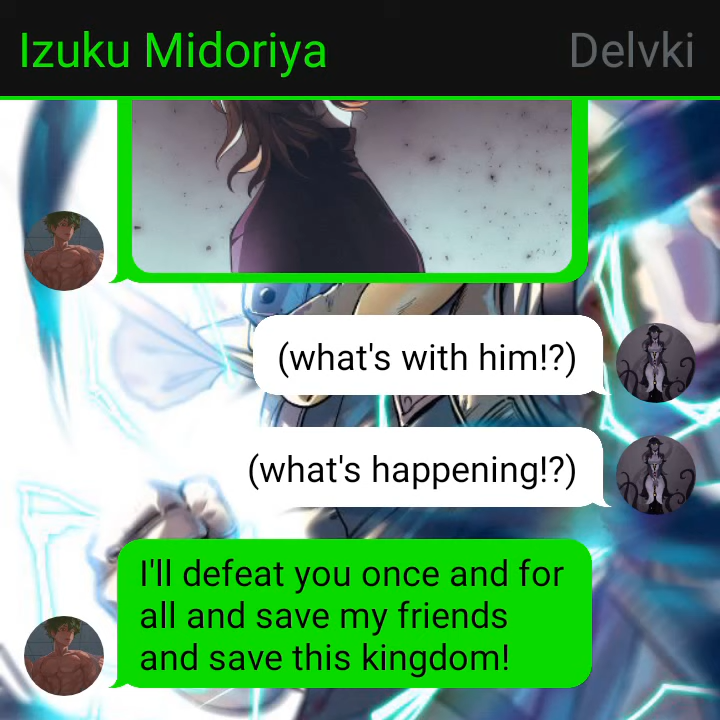 Izuku Midoriya
Delvki
(what's with him!?)
(what's happening!?)
I'll defeat you once and for
all and save my friends
and save this kingdom!